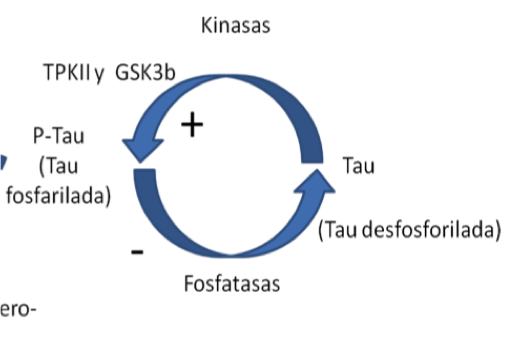 Kinasas
TPKII y GSK3b
+
P-Tau
(Tau
fosfarilada)
Tau
(Tau desfosforilada)
-
Fosfatasas
ero-